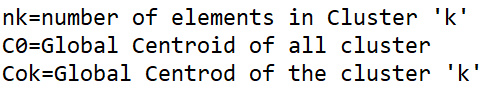 nk=number of elements in Cluster 'k'
C0=Global Centroid of all cluster
Cok=Global Centrod of the cluster 'k'